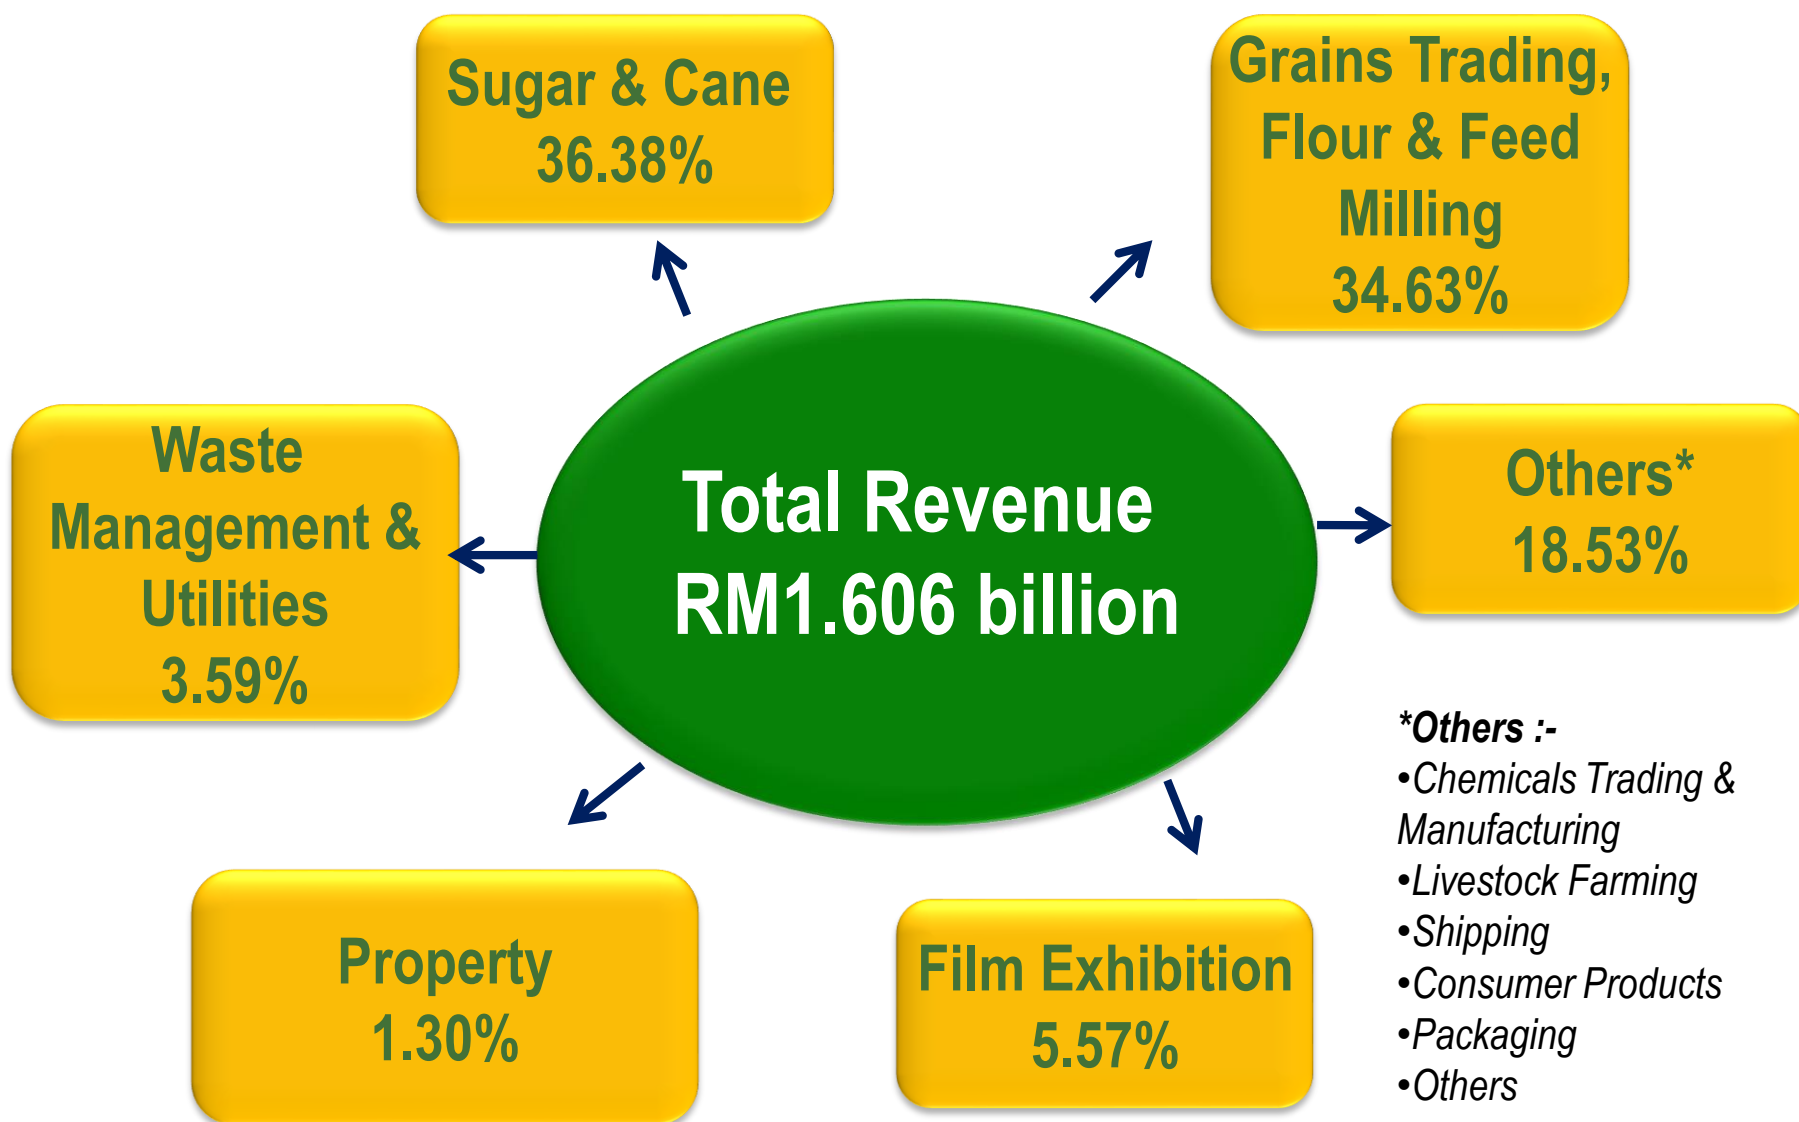 Sugar & Cane
36.38%
Grains Trading,
Flour & Feed
Milling
34.63%
Waste
Management &
Utilities
3.59%
Total Revenue
RM1.606 billion
Others*
18.53%
Property
1.30%
Film Exhibition
5.57%
*Others :-
•Chemicals Trading &
Manufacturing
•Livestock Farming
•Shipping
•Consumer Products
•Packaging
•Others